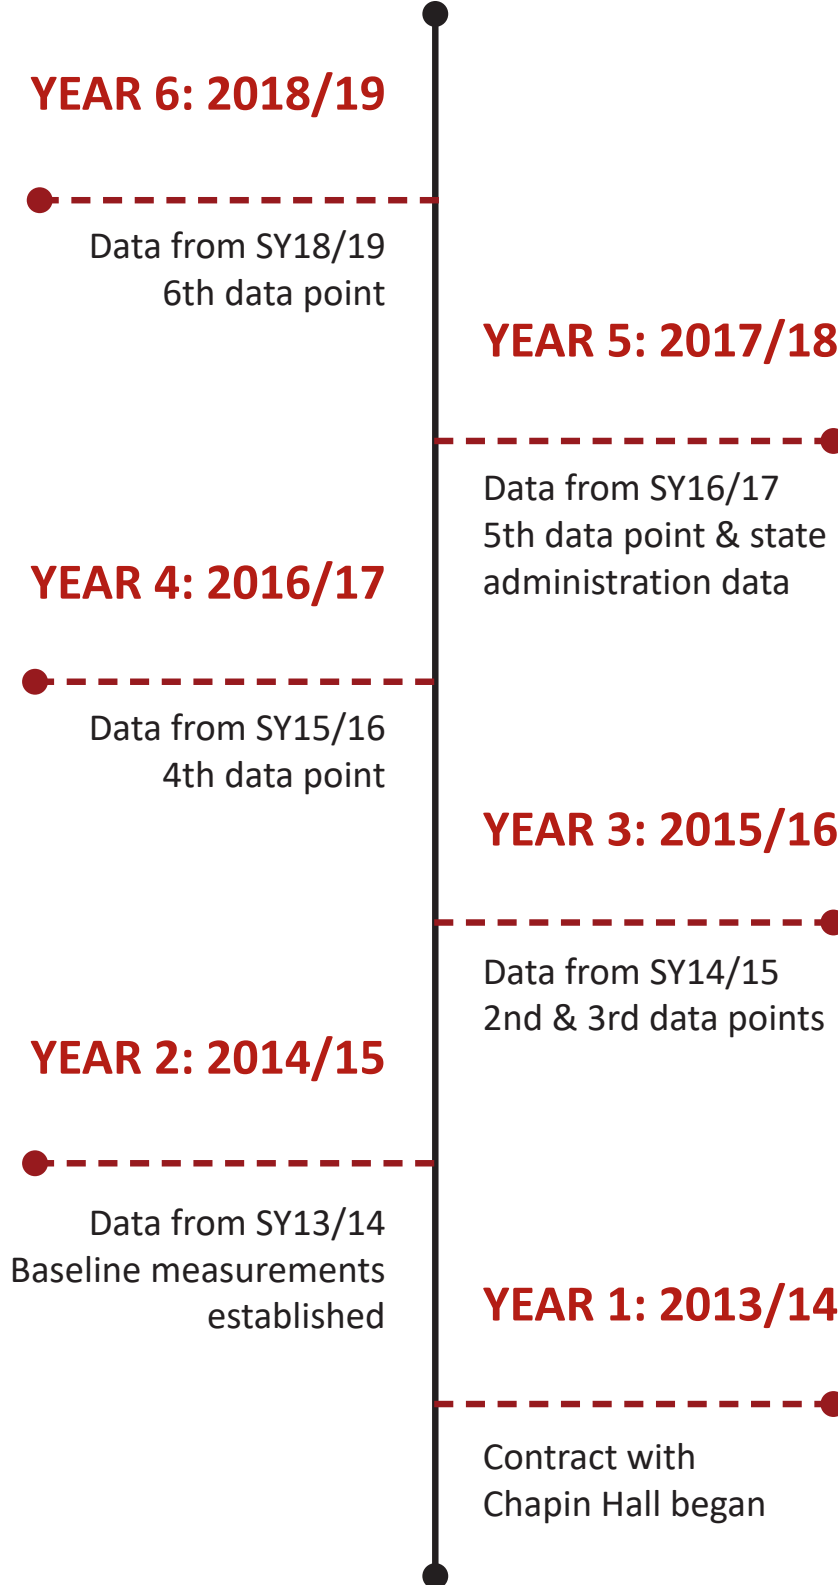 YEAR 6: 2018/19
Data from SY18/19
6th data point
YEAR 5: 2017/18
Data from SY16/17
5th data point & state
administration data
YEAR 4: 2016/17
Data from SY15/16
4th data point
YEAR 3: 2015/16
Data from SY14/15
2nd & 3rd data points
YEAR 2: 2014/15
Data from SY13/14
Baseline measurements
established
YEAR 1: 2013/14
Contract with
Chapin Hall began